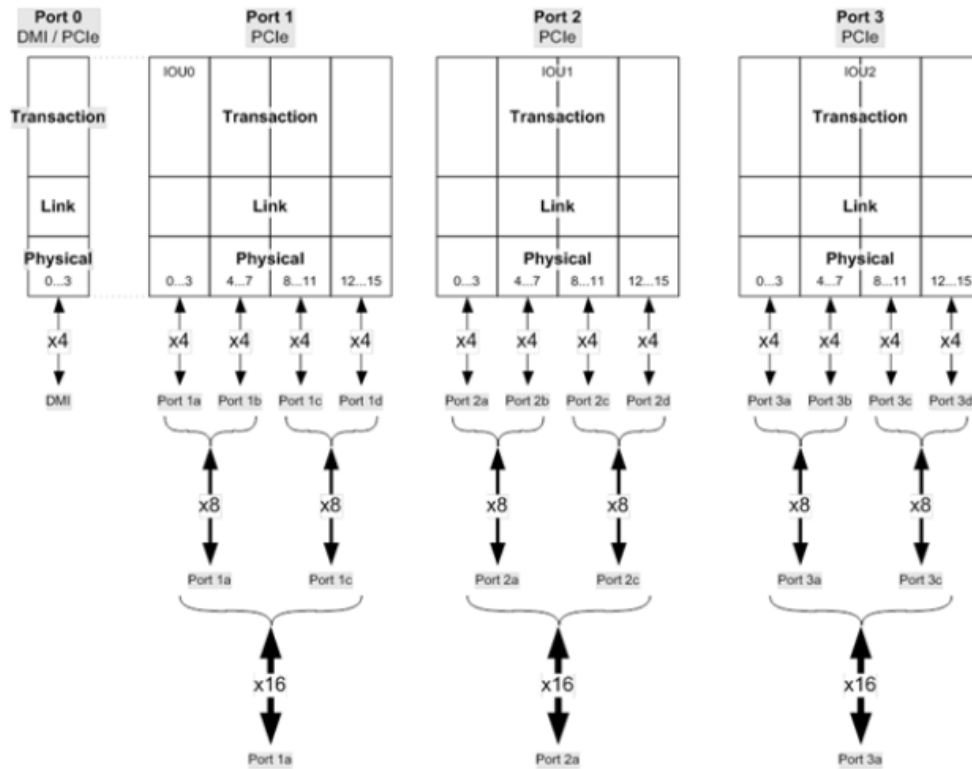 Port 0
DMI / PCIe
Port 1
PCIe
Port 2
PCIe
Port 3
PCIe
IOU0
IOU1
IOU2
Transaction
Transaction
Transaction
Transaction
Link
Link
Link
Link
Physical
Physical
Physical
Physical
0...3
0...3
4...7
8...11
12...15
0...3
4...7
8...11
12...15
0...3
4...7
8...11
12...15
x4
x4
x4
x4
x4
x4
x4
x4
x4
x4
x4
x4
x4
DMI
Port 1a
Port 1b
Port 1c
Port 1d
Port 2a
Port 2b
Port 2c
Port 2d
Port 3a
Port 3b
Port 3c
Port 3d
x8
x8
x8
x8
x8
x8
Port 1a
Port 1c
Port 2a
Port 2c
Port 3a
Port 3c
x16
x16
x16
Port 1a
Port 2a
Port 3a